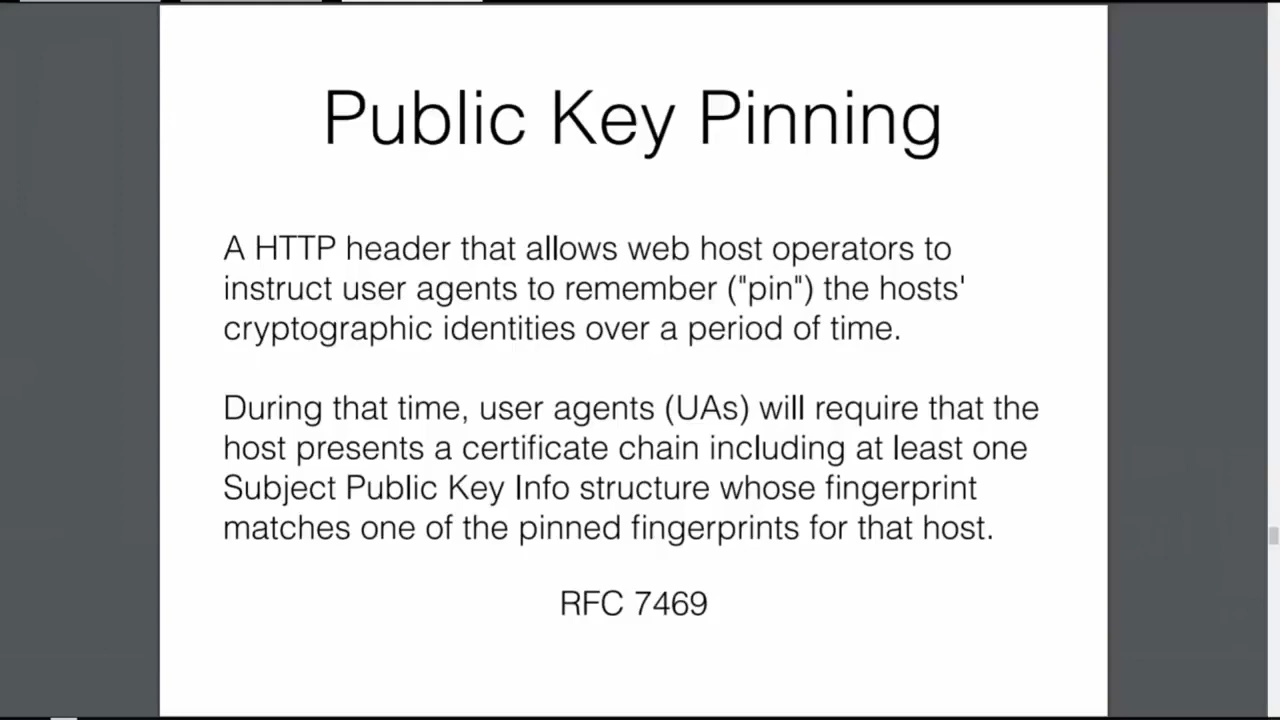 Public Key Pinning
A HTTP header that allows web host operators to
instruct user agents to remember ("pin") the hosts'
cryptographic identities over a period of time.
During that time, user agents (UAs) will require that the
host presents a certificate chain including at least one
Subject Public Key Info structure whose fingerprint
matches one of the pinned fingerprints for that host.
RFC 7469